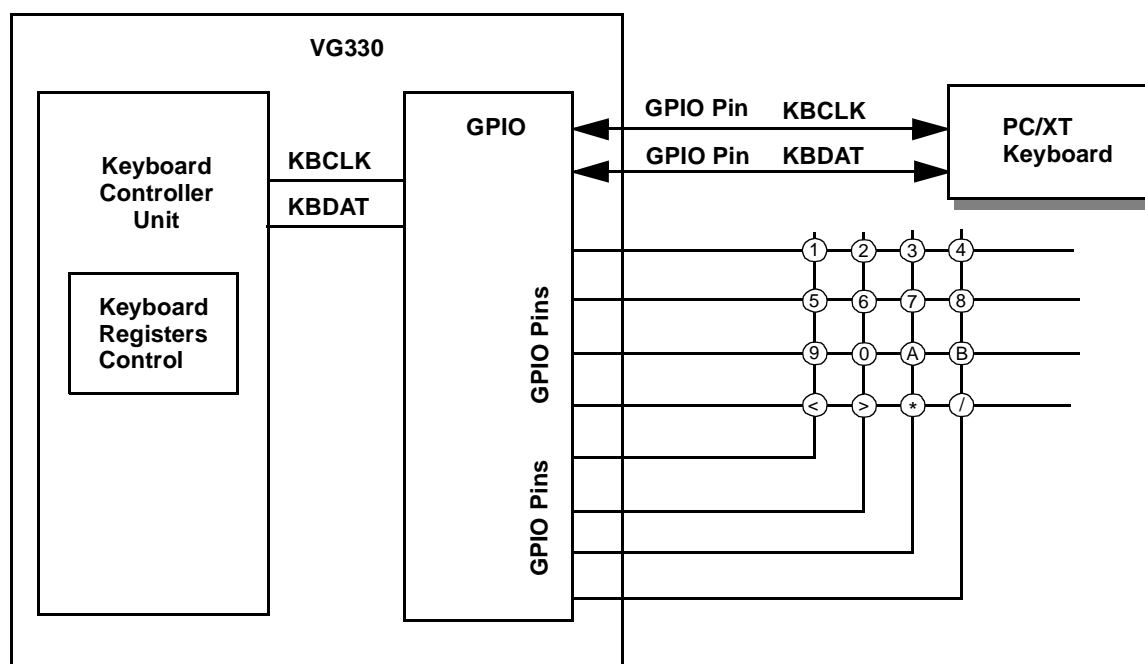 VG330
GPIO
GPIO Pin KBCLK
GPIO Pin KBDAT
PC/XT
Keyboard
Keyboard
Controller
Unit
KBCLK
KBDAT
Keyboard
Registers
Control
GPIO Pins
GPIO Pins
1 2 3 4
5 6 7 8
9 0 A B
< > * /